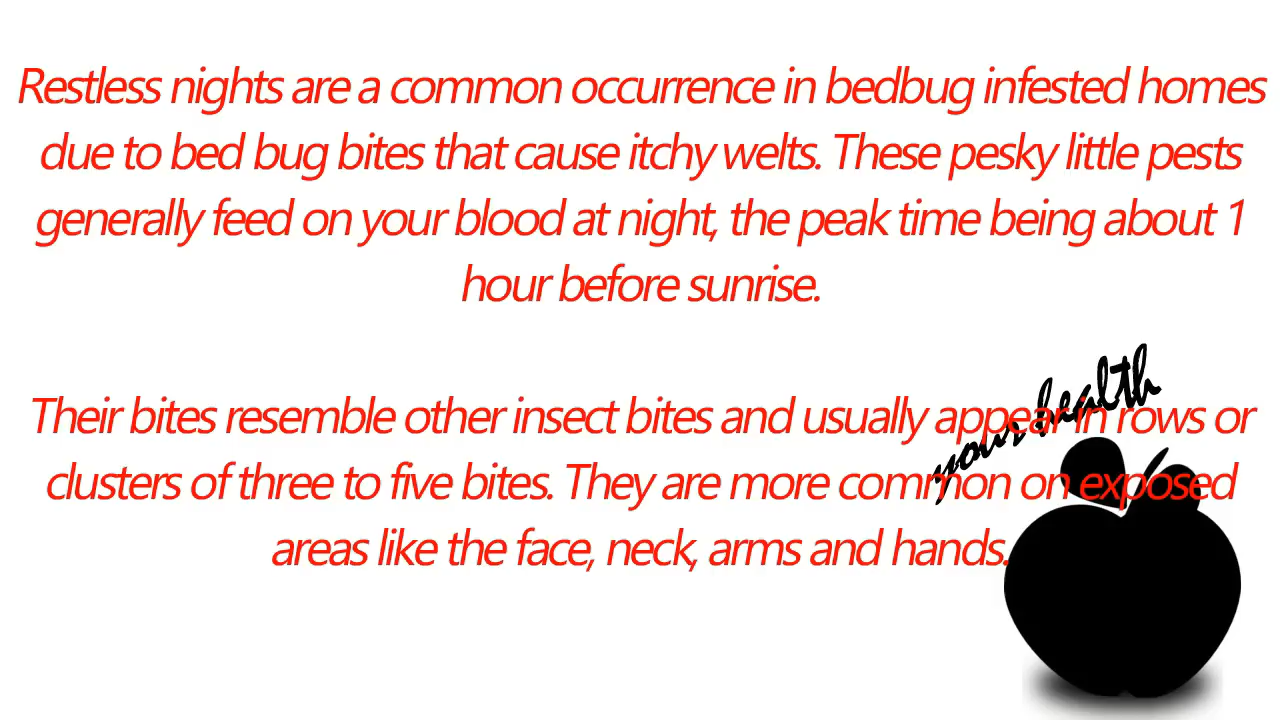 Restless nights are a common occurrence in bedbug infested homes
due to bed bug bites that cause itchy welts. These pesky little pests
generally feed on your blood at night, the peak time being about 1
hour before sunrise.
Their bites resemble other insect bites and usually appear in rows or
clusters of three to five bites. They are more common on exposed
areas like the face, neck, arms and hands.
your health